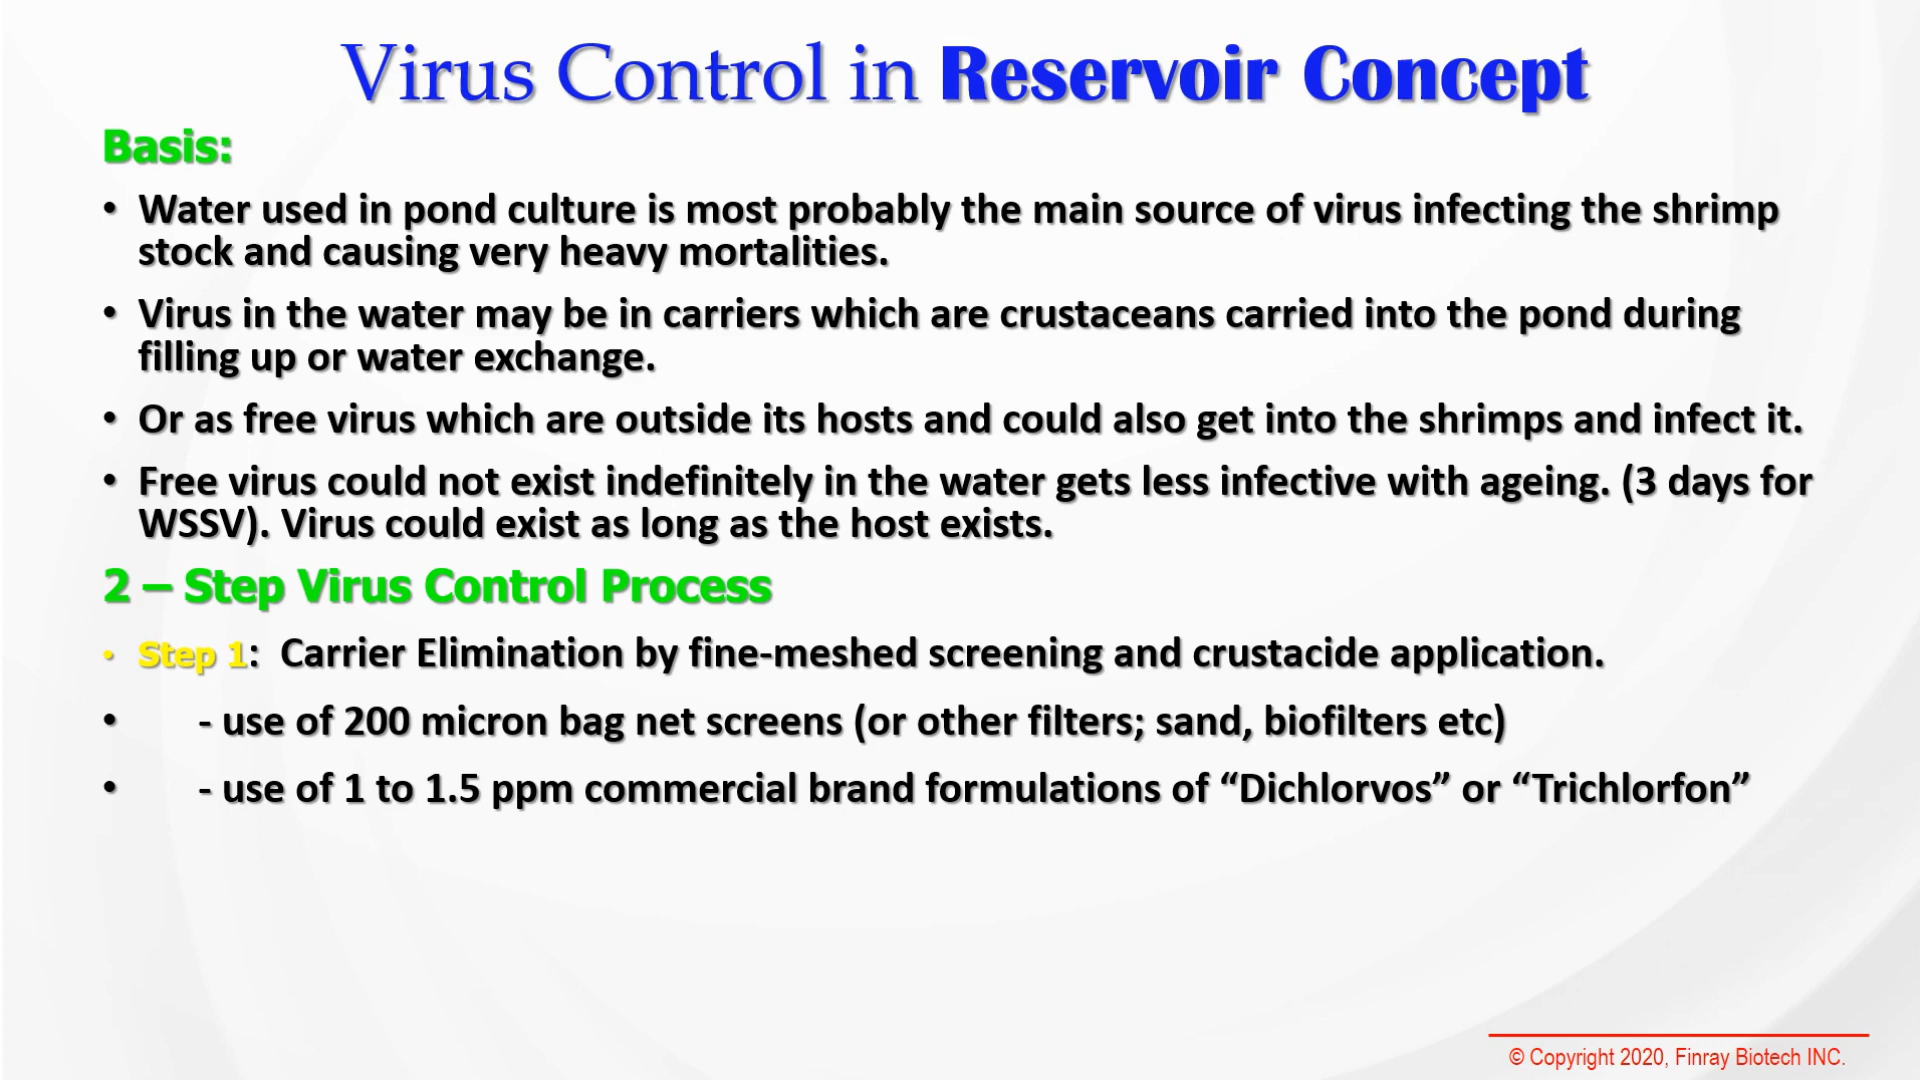 Virus Control in Reservoir Concept
Basis:
• Water used in pond culture is most probably the main source of virus infecting the shrimp
stock and causing very heavy mortalities.
• Virus in the water may be in carriers which are crustaceans carried into the pond during
filling up or water exchange.
• Or as free virus which are outside its hosts and could also get into the shrimps and infect it.
• Free virus could not exist indefinitely in the water gets less infective with ageing. (3 days for
WSSV). Virus could exist as long as the host exists.
2 – Step Virus Control Process
• Step 1: Carrier Elimination by fine-meshed screening and crustacide application.
• - use of 200 micron bag net screens (or other filters; sand, biofilters etc)
• - use of 1 to 1.5 ppm commercial brand formulations of “Dichlorvos” or “Trichlorfon”
© Copyright 2020, Finray Biotech INC.